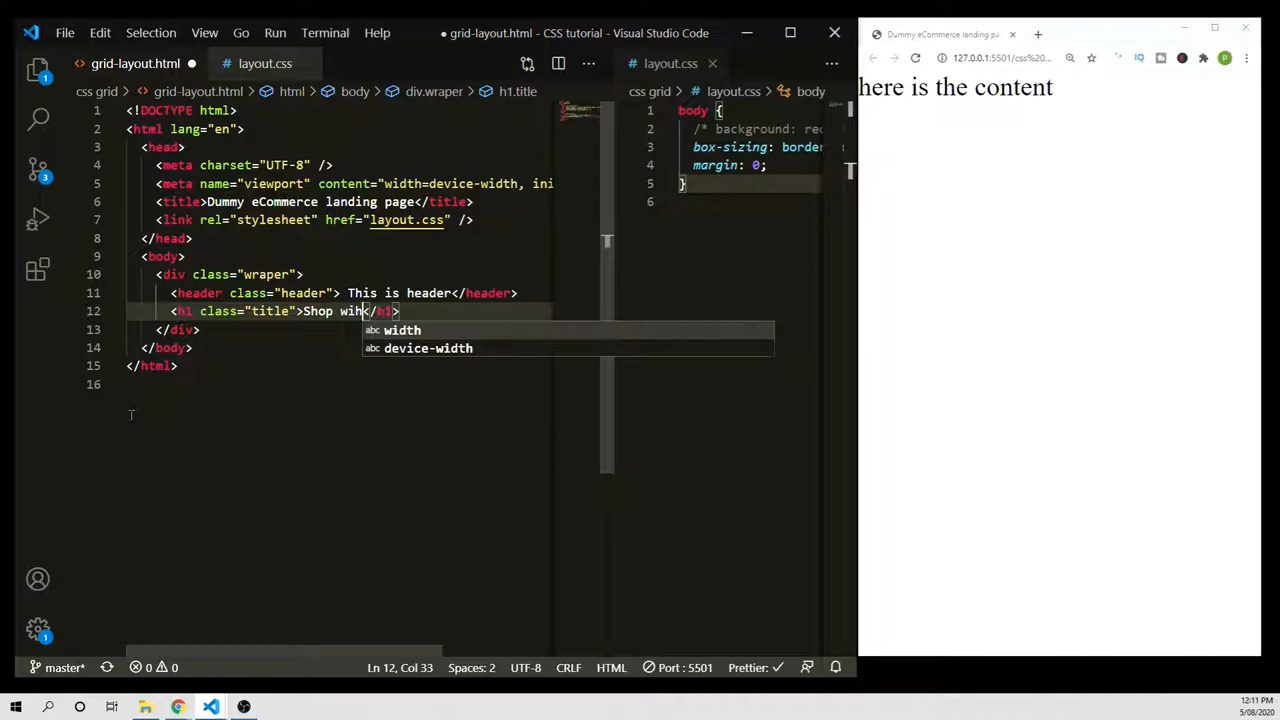 File Edit Selection View Go Run Terminal Help ● grid-layout.html - CSS tutorial - Visual Studio Code
grid-layout.html ●
layout.css
css grid > grid-layout.html > html > body > div.wraper > h1.title
1 <!DOCTYPE html>
2 <html lang="en">
3 <head>
4 <meta charset="UTF-8" />
5 <meta name="viewport" content="width=device-width, ini
6 <title>Dummy eCommerce landing page</title>
7 <link rel="stylesheet" href="layout.css" />
8 </head>
9 <body>
10 <div class="wraper">
11 <header class="header"> This is header</header>
12 <h1 class="title">Shop wih</h1>
13 </div>
14 </body>
15 </html>
16
abc width
abc device-width
layout.css
css grid > layout.css > body
1 body {
2 /* background: red
3 box-sizing: border
4 margin: 0;
5 }
6
1
3
1
master* 0 0 Ln 12, Col 33 Spaces: 2 UTF-8 CRLF HTML Port : 5501 Prettier: ✓
Dummy eCommerce landing pa
127.0.0.1:5501/css%20...
IQ
P
here is the content
12:11 PM
5/08/2020